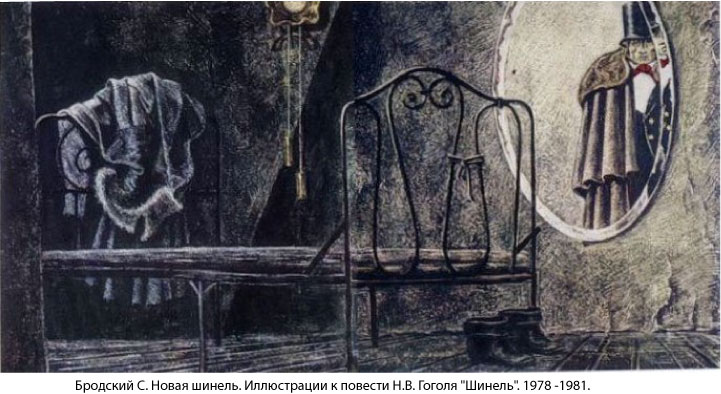 Бродский С. Новая шинель. Иллюстрации к повести Н.В. Гоголя "Шинель". 1978 -1981.